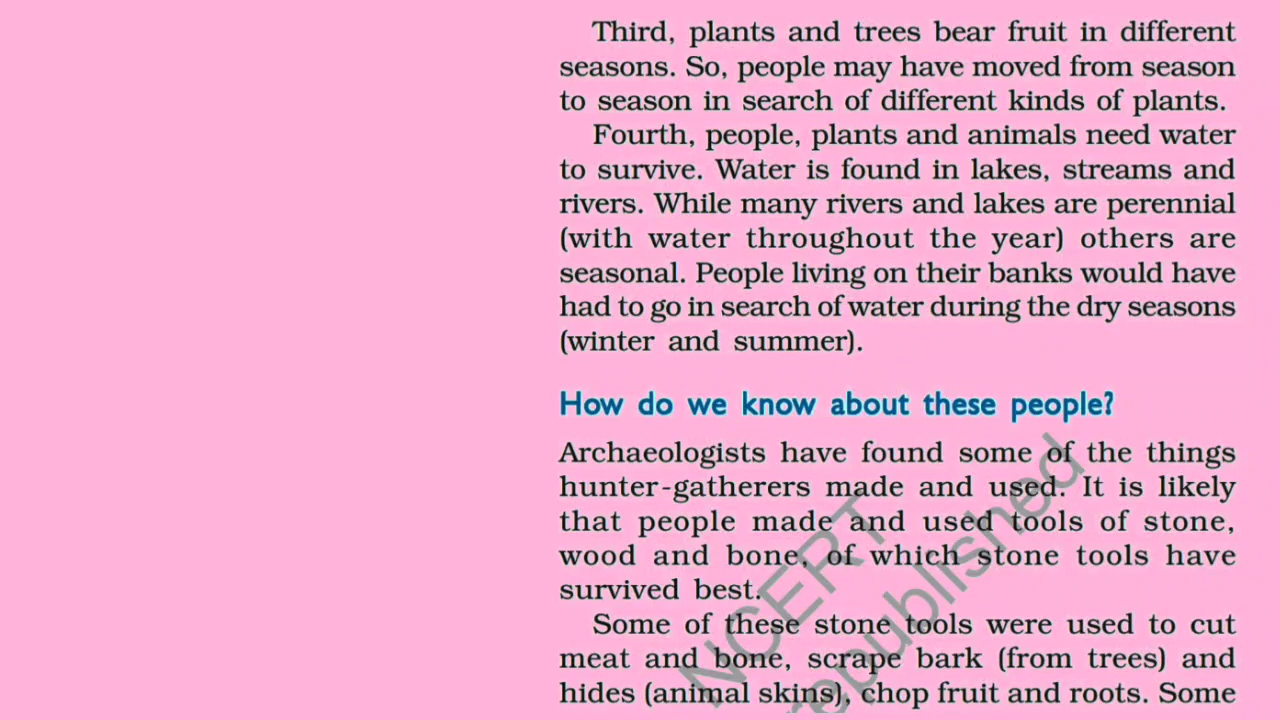 Third, plants and trees bear fruit in different
seasons. So, people may have moved from season
to season in search of different kinds of plants.
Fourth, people, plants and animals need water
to survive. Water is found in lakes, streams and
rivers. While many rivers and lakes are perennial
(with water throughout the year) others are
seasonal. People living on their banks would have
had to go in search of water during the dry seasons
(winter and summer).
How do we know about these people?
Archaeologists have found some of the things
hunter-gatherers made and used. It is likely
that people made and used tools of stone,
wood and bone, of which stone tools have
survived best.
Some of these stone tools were used to cut
meat and bone, scrape bark (from trees) and
hides (animal skins), chop fruit and roots. Some
NCERT
republished